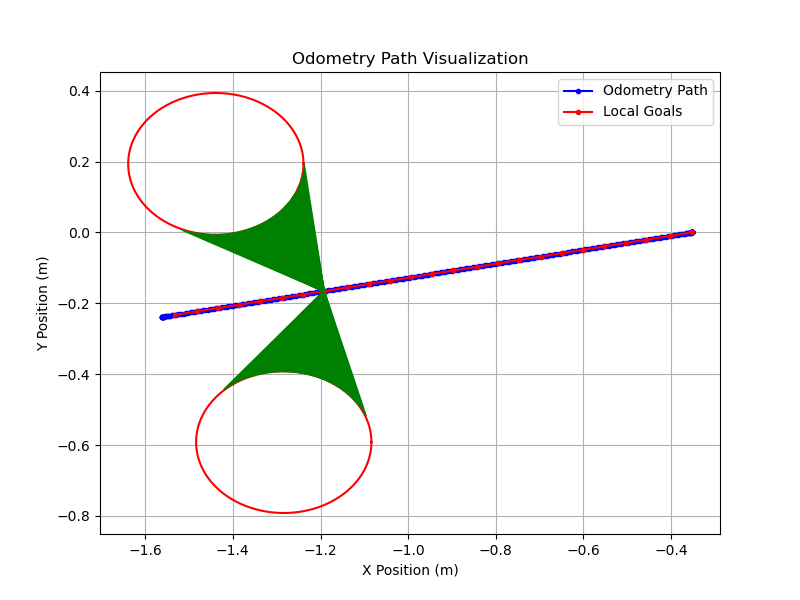 Odometry Path Visualization
Odometry Path
Local Goals
0.4
0.2
0.0
−0.2
−0.4
−0.6
−0.8
Y Position (m)
−1.6 −1.4 −1.2 −1.0 −0.8 −0.6 −0.4
X Position (m)